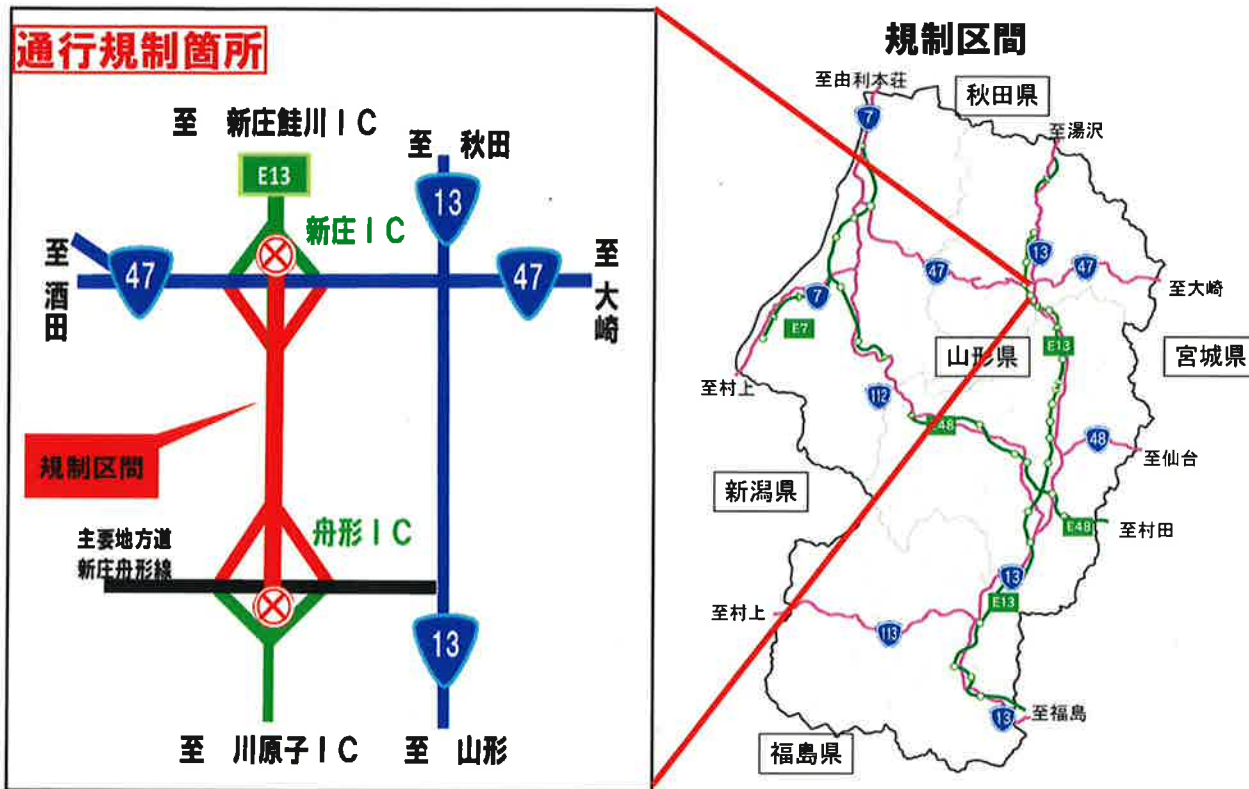 通行規制箇所
至 新庄鮭川IC
至 秋田
E13
13
新庄IC
至酒田
47
47
至大崎
規制区間
舟形IC
主要地方道
新庄舟形線
13
至 川原子IC
至 山形
規制区間
至由利本荘
秋田県
7
至湯沢
13
47
47
至大崎
7
E7
山形県
E13
宮城県
至村上
112
E48
48
至仙台
新潟県
E48
至村田
13
E13
至村上
113
13
至福島
福島県